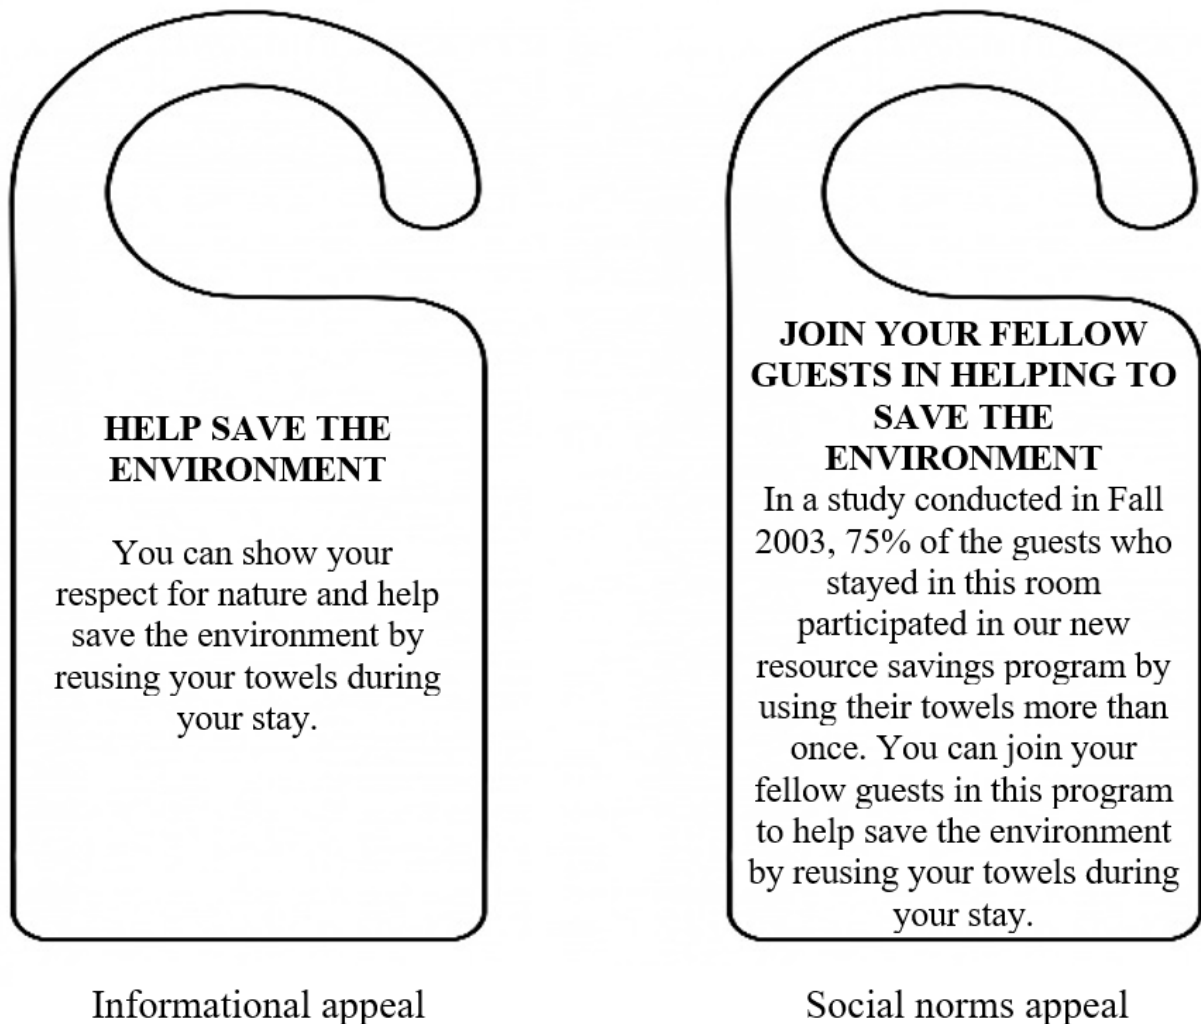 HELP SAVE THE
ENVIRONMENT
You can show your
respect for nature and help
save the environment by
reusing your towels during
your stay.
Informational appeal
JOIN YOUR FELLOW
GUESTS IN HELPING TO
SAVE THE
ENVIRONMENT
In a study conducted in Fall
2003, 75% of the guests who
stayed in this room
participated in our new
resource savings program by
using their towels more than
once. You can join your
fellow guests in this program
to help save the environment
by reusing your towels during
your stay.
Social norms appeal